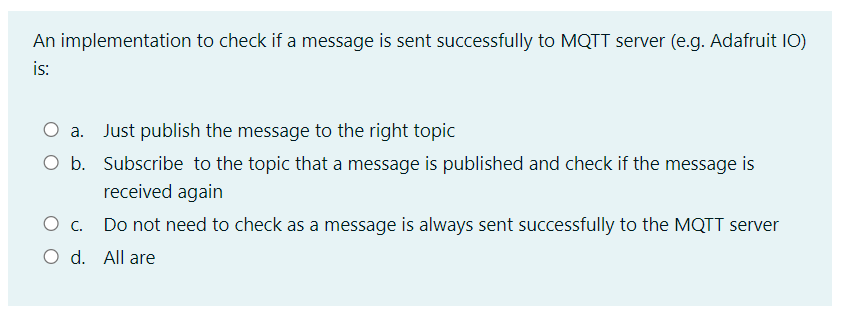 An implementation to check if a message is sent successfully to MQTT server (e.g. Adafruit IO)
is:
a. Just publish the message to the right topic
b. Subscribe to the topic that a message is published and check if the message is
received again
c. Do not need to check as a message is always sent successfully to the MQTT server
d. All are